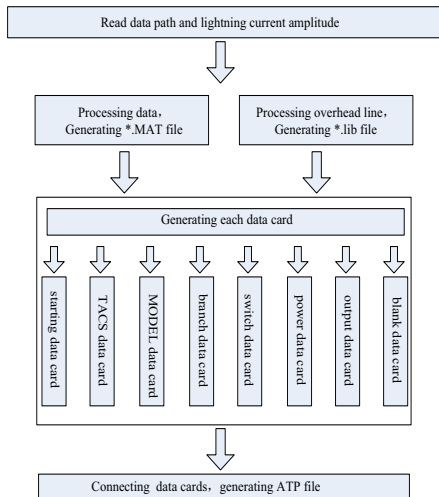 Read data path and lightning current amplitude
Processing data,
Generating *.MAT file
Processing overhead line,
Generating *.lib file
Generating each data card
starting data card
TACS data card
MODEL data card
branch data card
switch data card
power data card
output data card
blank data card
Connecting data cards, generating ATP file